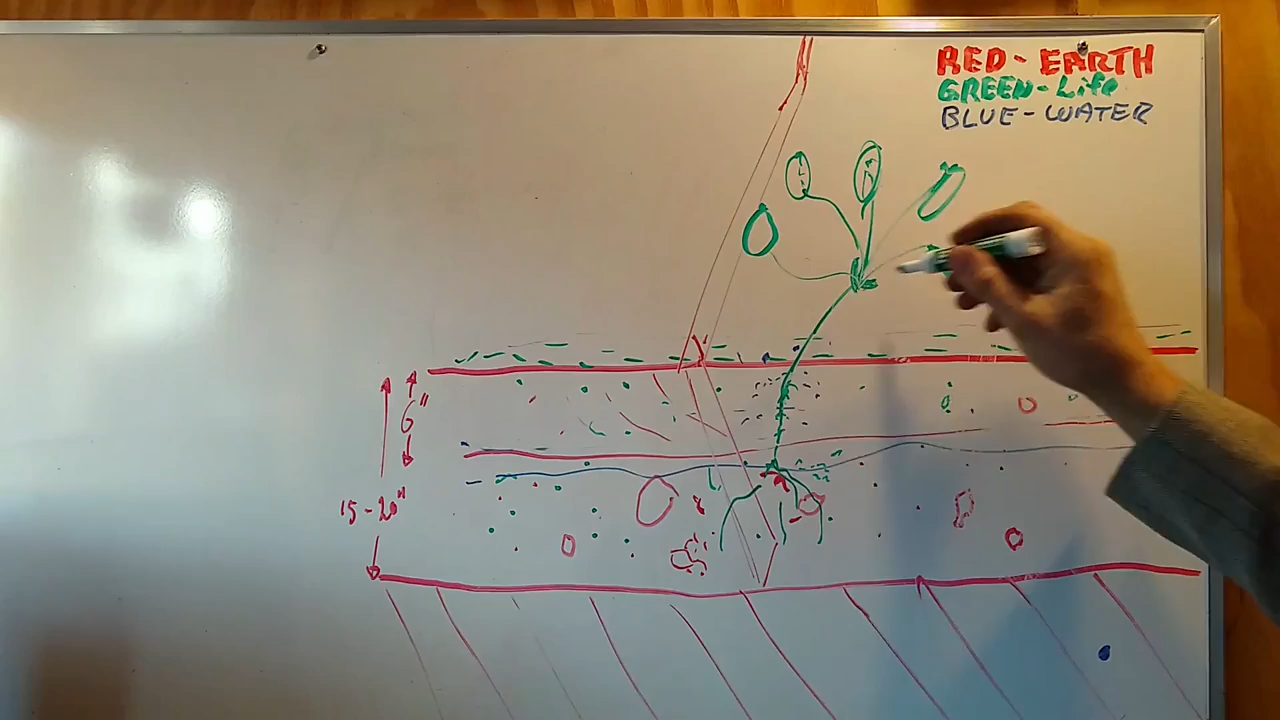 RED - EARTH
GREEN - Life
BLUE - WATER
6"
15-20"